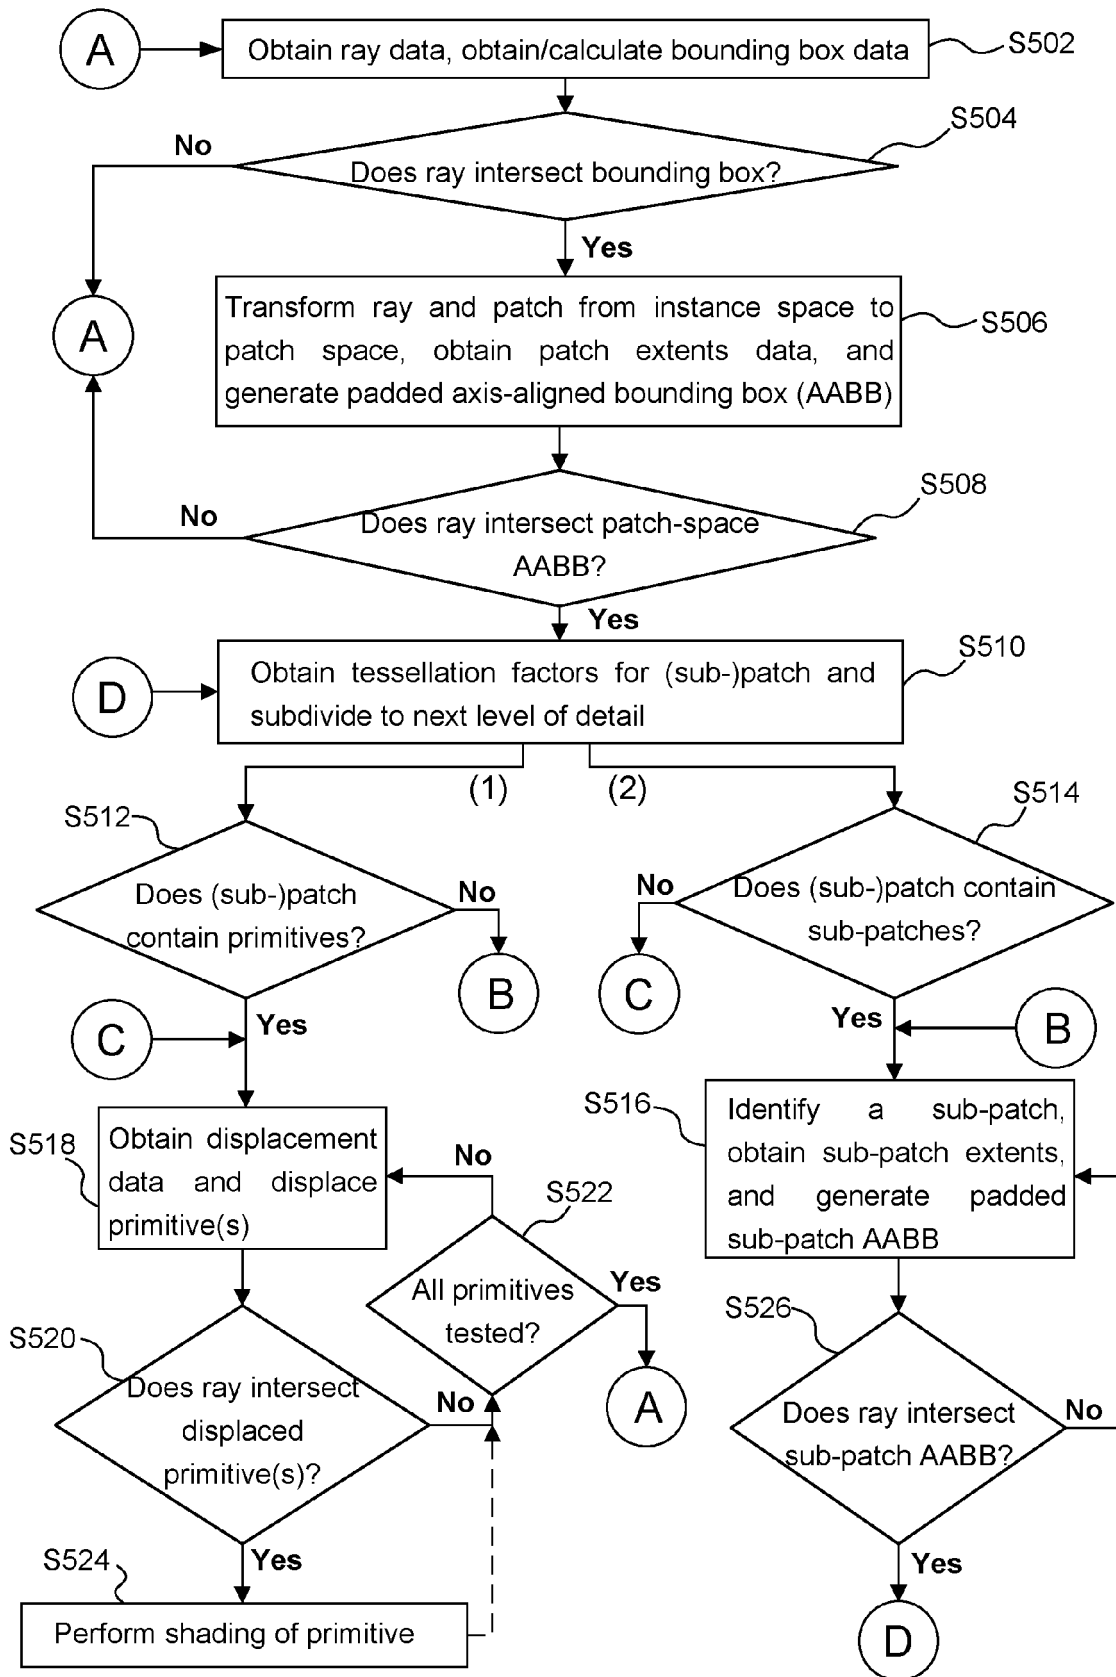 A
Obtain ray data, obtain/calculate bounding box data
S502
S504
No
Does ray intersect bounding box?
Yes
A
Transform ray and patch from instance space to
patch space, obtain patch extents data, and
generate padded axis-aligned bounding box (AABB)
S506
S508
No
Does ray intersect patch-space
AABB?
Yes
S510
D
Obtain tessellation factors for (sub-)patch and
subdivide to next level of detail
(1)
(2)
S512
S514
Does (sub-)patch
contain primitives?
No
B
No
C
Does (sub-)patch contain
sub-patches?
Yes
C
Yes
B
S518
Obtain displacement
data and displace
primitive(s)
No
S522
All primitives
tested?
Yes
A
S516
Identify a sub-patch,
obtain sub-patch extents,
and generate padded
sub-patch AABB
S520
Does ray intersect
displaced
primitive(s)?
No
S526
Does ray intersect
sub-patch AABB?
No
S524
Yes
Perform shading of primitive
Yes
D